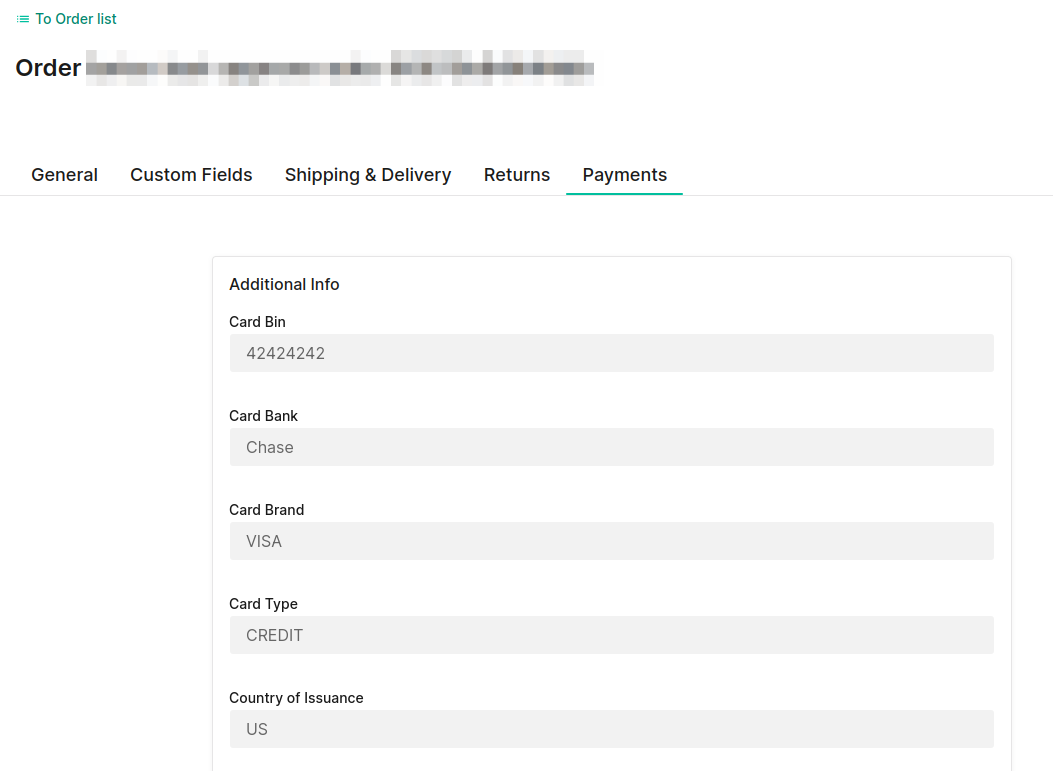 To Order list
Order
General Custom Fields Shipping & Delivery Returns Payments
Additional Info
Card Bin
42424242
Card Bank
Chase
Card Brand
VISA
Card Type
CREDIT
Country of Issuance
US